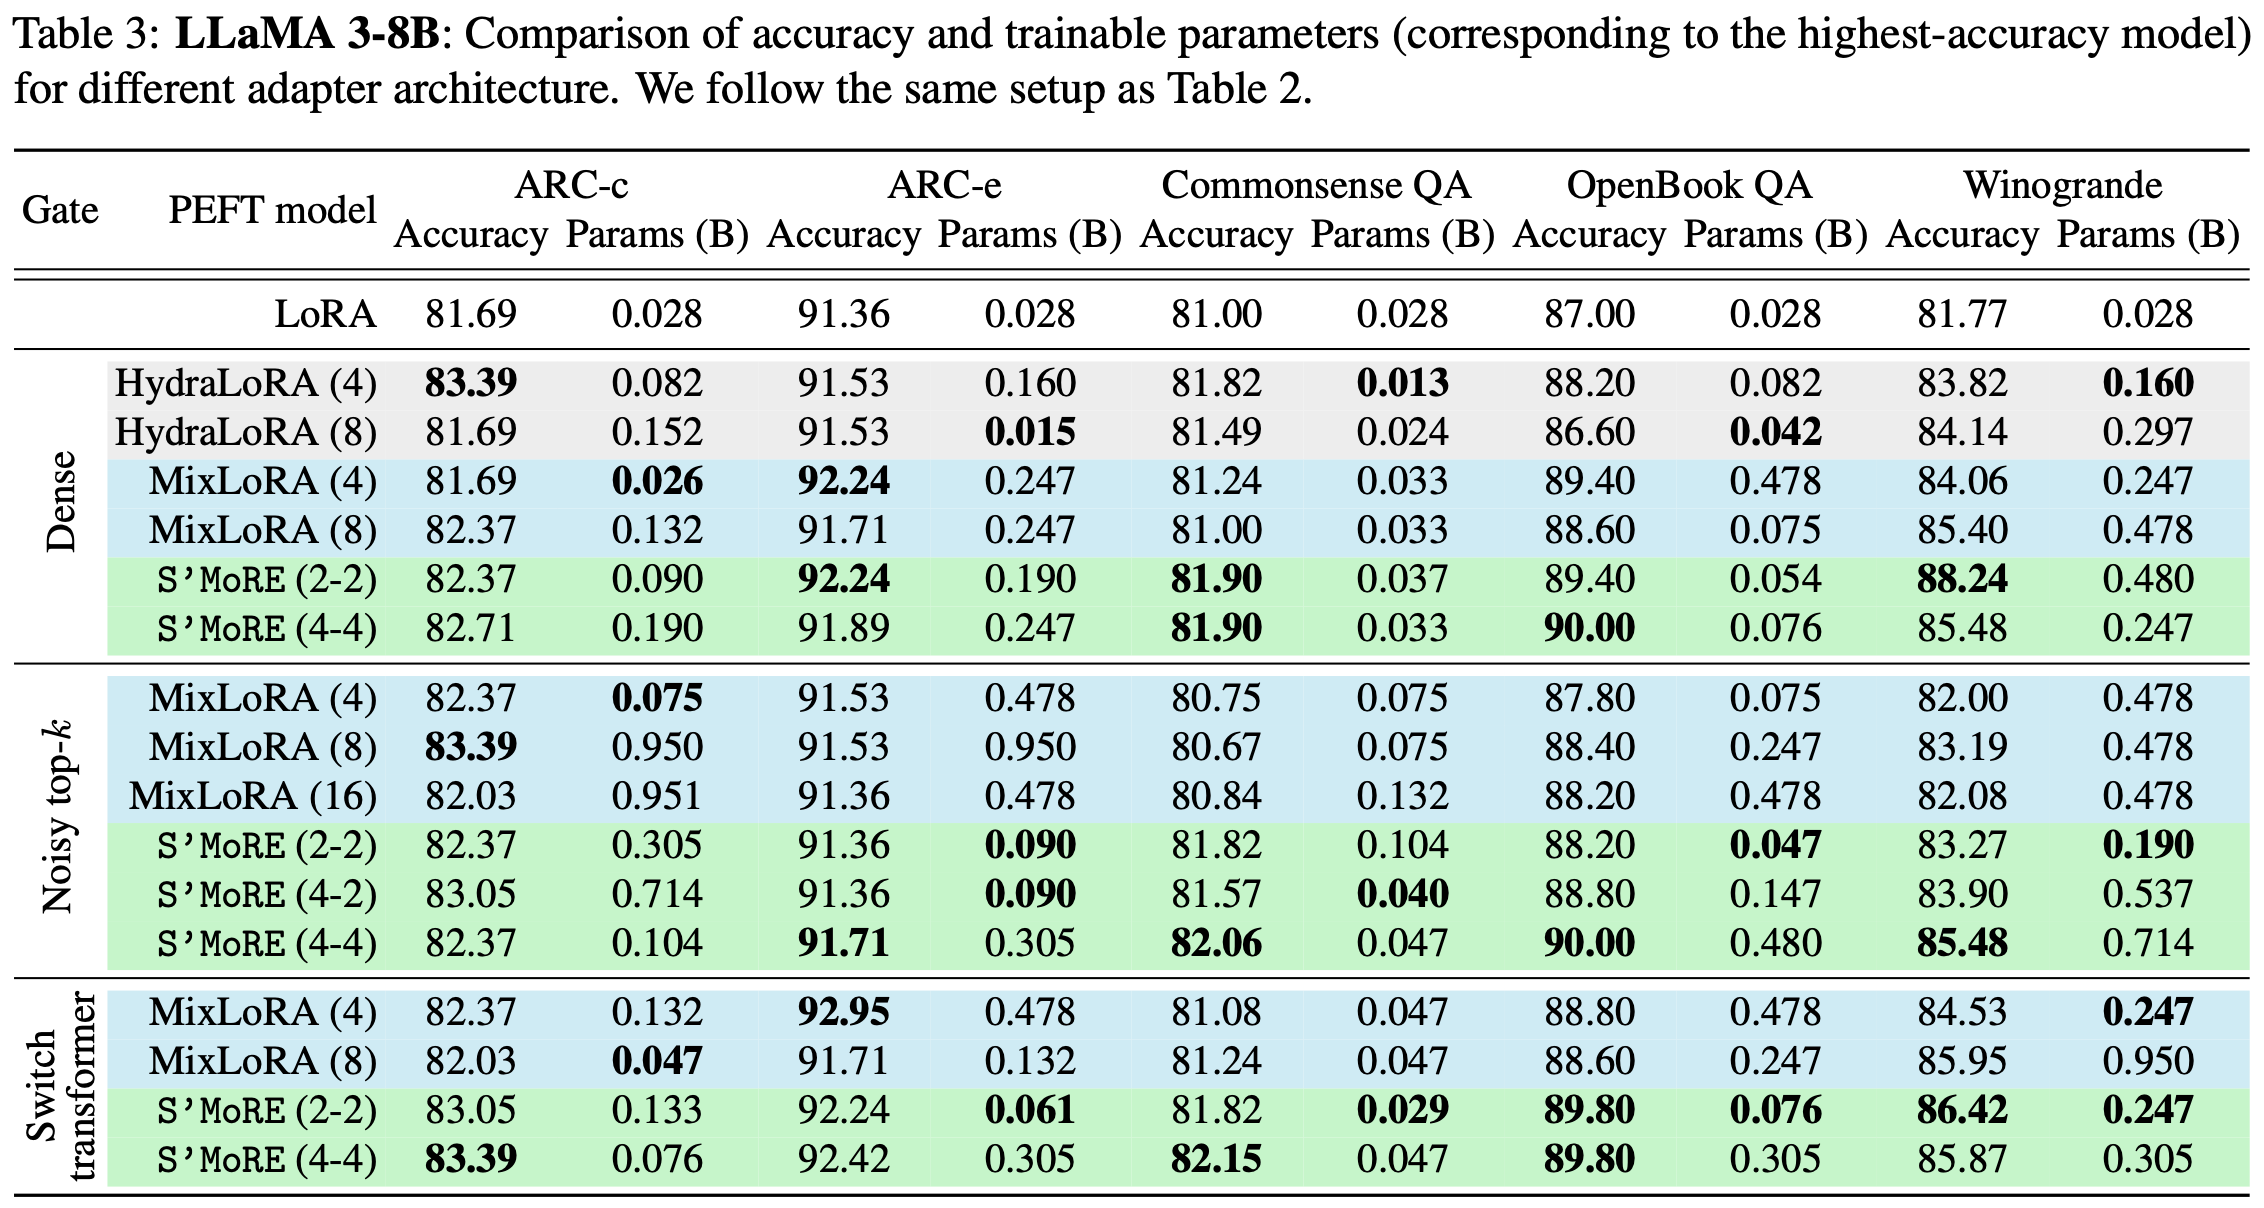 Table 3: LLaMA 3-8B: Comparison of accuracy and trainable parameters (corresponding to the highest-accuracy model)
for different adapter architecture. We follow the same setup as Table 2.
Gate PEFT model ARC-c ARC-e Commonsense QA OpenBook QA Winogrande
Accuracy Params (B) Accuracy Params (B) Accuracy Params (B) Accuracy Params (B) Accuracy Params (B)
LoRA 81.69 0.028 91.36 0.028 81.00 0.028 87.00 0.028 81.77 0.028
Dense
HydraLoRA (4) 83.39 0.082 91.53 0.160 81.82 0.013 88.20 0.082 83.82 0.160
HydraLoRA (8) 81.69 0.152 91.53 0.015 81.49 0.024 86.60 0.042 84.14 0.297
MixLoRA (4) 81.69 0.026 92.24 0.247 81.24 0.033 89.40 0.478 84.06 0.247
MixLoRA (8) 82.37 0.132 91.71 0.247 81.00 0.033 88.60 0.075 85.40 0.478
S'MoRE (2-2) 82.37 0.090 92.24 0.190 81.90 0.037 89.40 0.054 88.24 0.480
S'MoRE (4-4) 82.71 0.190 91.89 0.247 81.90 0.033 90.00 0.076 85.48 0.247
Noisy top-k
MixLoRA (4) 82.37 0.075 91.53 0.478 80.75 0.075 87.80 0.075 82.00 0.478
MixLoRA (8) 83.39 0.950 91.53 0.950 80.67 0.075 88.40 0.247 83.19 0.478
MixLoRA (16) 82.03 0.951 91.36 0.478 80.84 0.132 88.20 0.478 82.08 0.478
S'MoRE (2-2) 82.37 0.305 91.36 0.090 81.82 0.104 88.20 0.047 83.27 0.190
S'MoRE (4-2) 83.05 0.714 91.36 0.090 81.57 0.040 88.80 0.147 83.90 0.537
S'MoRE (4-4) 82.37 0.104 91.71 0.305 82.06 0.047 90.00 0.480 85.48 0.714
Switch
transformer
MixLoRA (4) 82.37 0.132 92.95 0.478 81.08 0.047 88.80 0.478 84.53 0.247
MixLoRA (8) 82.03 0.047 91.71 0.132 81.24 0.047 88.60 0.247 85.95 0.950
S'MoRE (2-2) 83.05 0.133 92.24 0.061 81.82 0.029 89.80 0.076 86.42 0.247
S'MoRE (4-4) 83.39 0.076 92.42 0.305 82.15 0.047 89.80 0.305 85.87 0.305